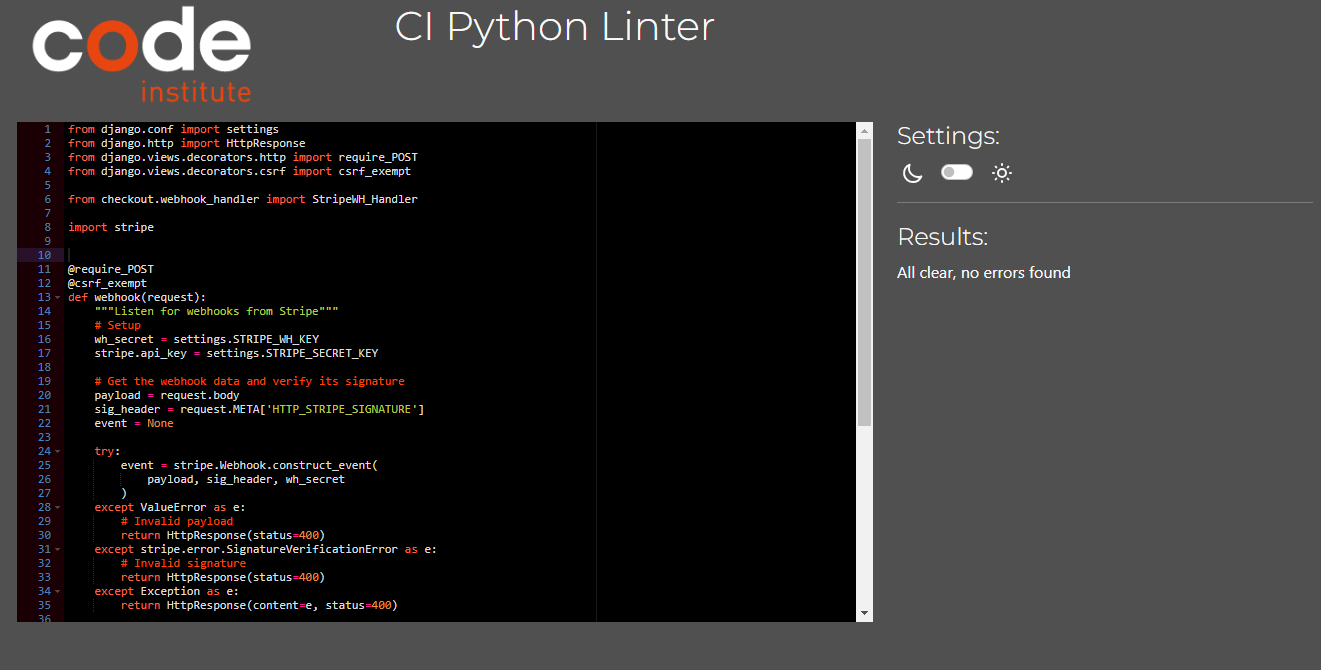 code
institute
CI Python Linter
1 from django.conf import settings
2 from django.http import HttpResponse
3 from django.views.decorators.http import require_POST
4 from django.views.decorators.csrf import csrf_exempt
5
6 from checkout.webhook_handler import StripeWH_Handler
7
8 import stripe
9
10
11 @require_POST
12 @csrf_exempt
13 def webhook(request):
14     """Listen for webhooks from Stripe"""
15     # Setup
16     wh_secret = settings.STRIPE_WH_KEY
17     stripe.api_key = settings.STRIPE_SECRET_KEY
18
19     # Get the webhook data and verify its signature
20     payload = request.body
21     sig_header = request.META['HTTP_STRIPE_SIGNATURE']
22     event = None
23
24     try:
25         event = stripe.Webhook.construct_event(
26             payload, sig_header, wh_secret
27         )
28     except ValueError as e:
29         # Invalid payload
30         return HttpResponse(status=400)
31     except stripe.error.SignatureVerificationError as e:
32         # Invalid signature
33         return HttpResponse(status=400)
34     except Exception as e:
35         return HttpResponse(content=e, status=400)
36
Settings:
Results:
All clear, no errors found